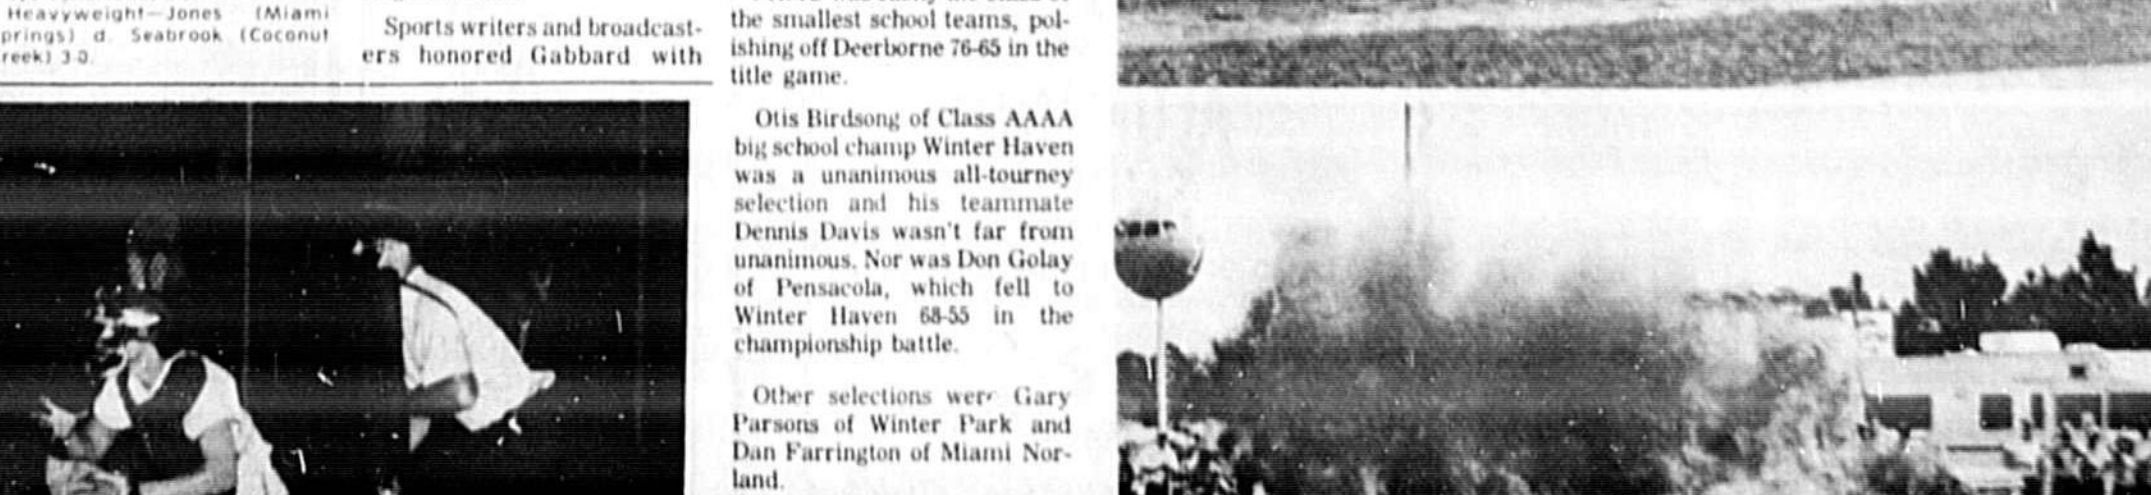 Heavyweight—Jones (Miami
prings) d. Seabrook (Coconut
reek) 3-0.
Sports writers and broadcast-
ers honored Gabbard with
the smallest school teams, pol-
ishing off Deerborne 76-65 in the
title game.
Otis Birdsong of Class AAAA
big school champ Winter Haven
was a unanimous all-tourney
selection and his teammate
Dennis Davis wasn't far from
unanimous. Nor was Don Golay
of Pensacola, which fell to
Winter Haven 68-55 in the
championship battle.
Other selections were Gary
Parsons of Winter Park and
Dan Farrington of Miami Nor-
land.